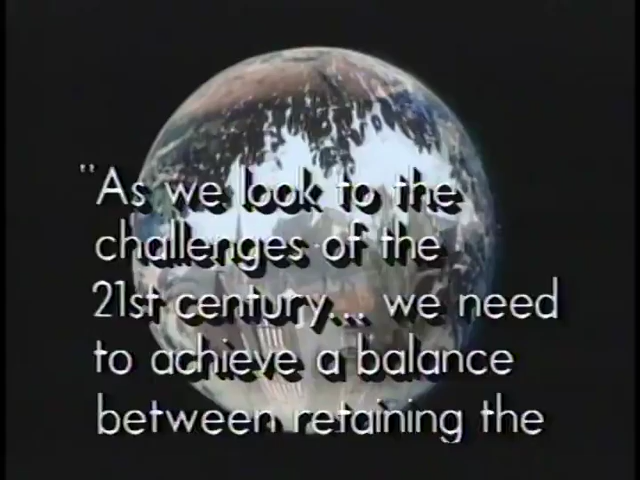 "As we look to the
challenges of the
21st century... we need
to achieve a balance
between retaining the